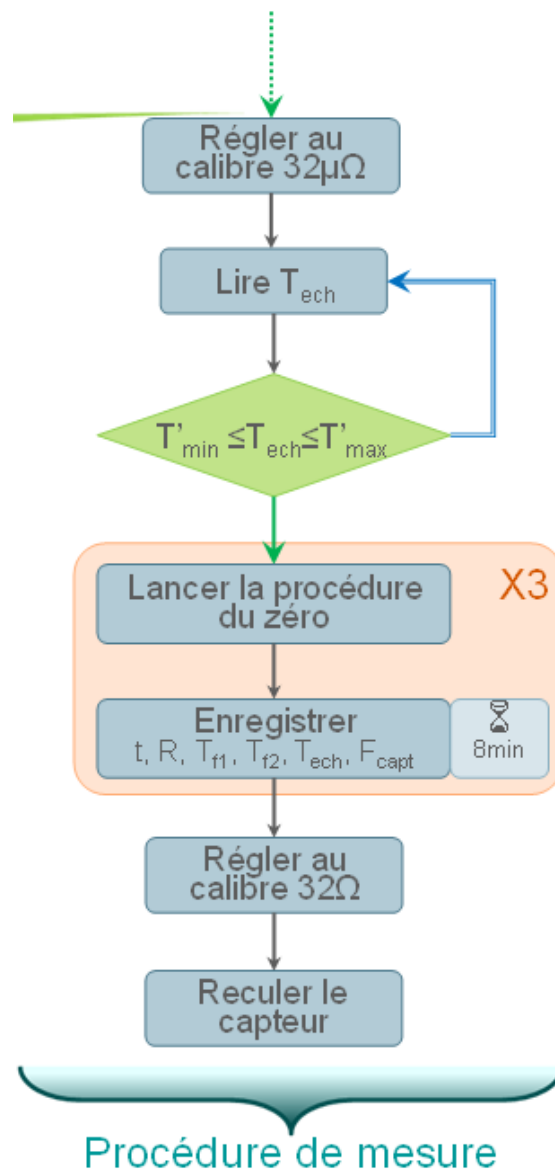 Régler au
calibre 32µΩ
Lire Tech
T'min ≤Tech≤T'max
Lancer la procédure
du zéro
X3
Enregistrer
t, R, Tf1, Tf2, Tech, Fcapt
8min
Régler au
calibre 32Ω
Reculer le
capteur
Procédure de mesure